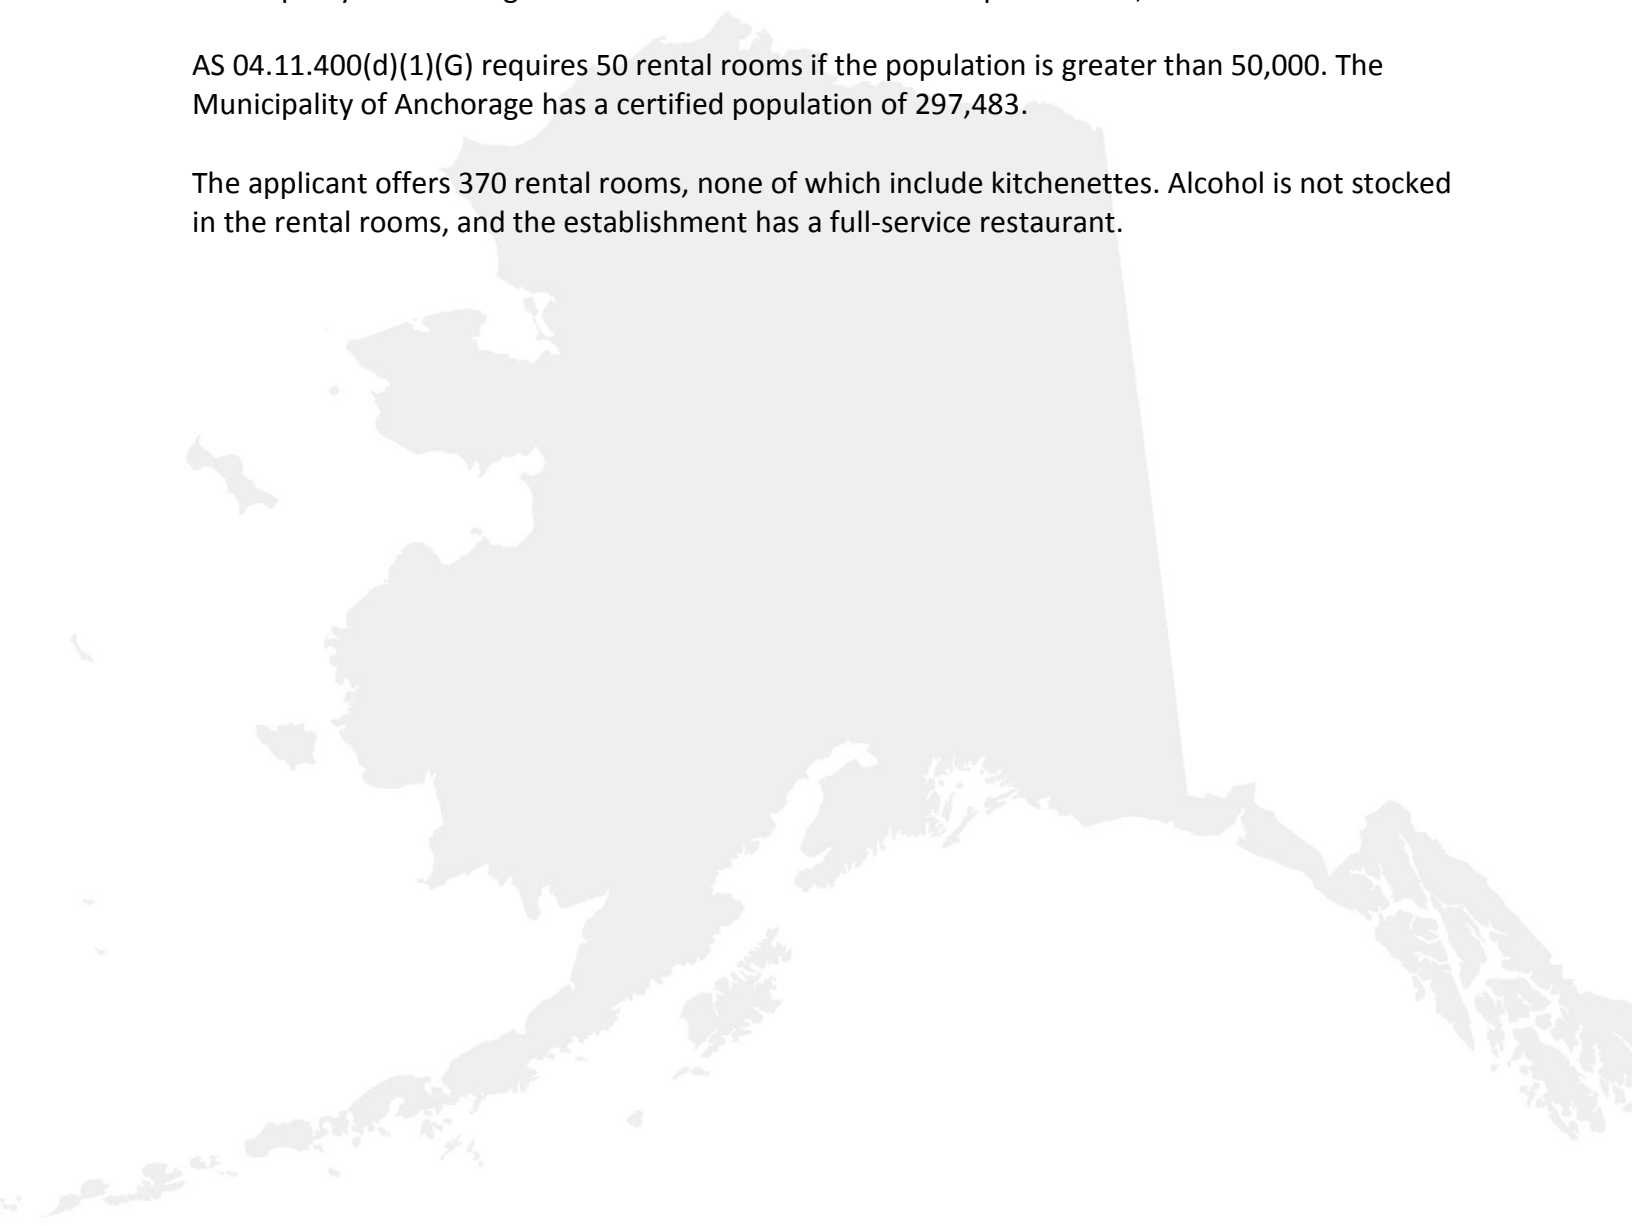 AS 04.11.400(d)(1)(G) requires 50 rental rooms if the population is greater than 50,000. The
Municipality of Anchorage has a certified population of 297,483.
The applicant offers 370 rental rooms, none of which include kitchenettes. Alcohol is not stocked
in the rental rooms, and the establishment has a full-service restaurant.